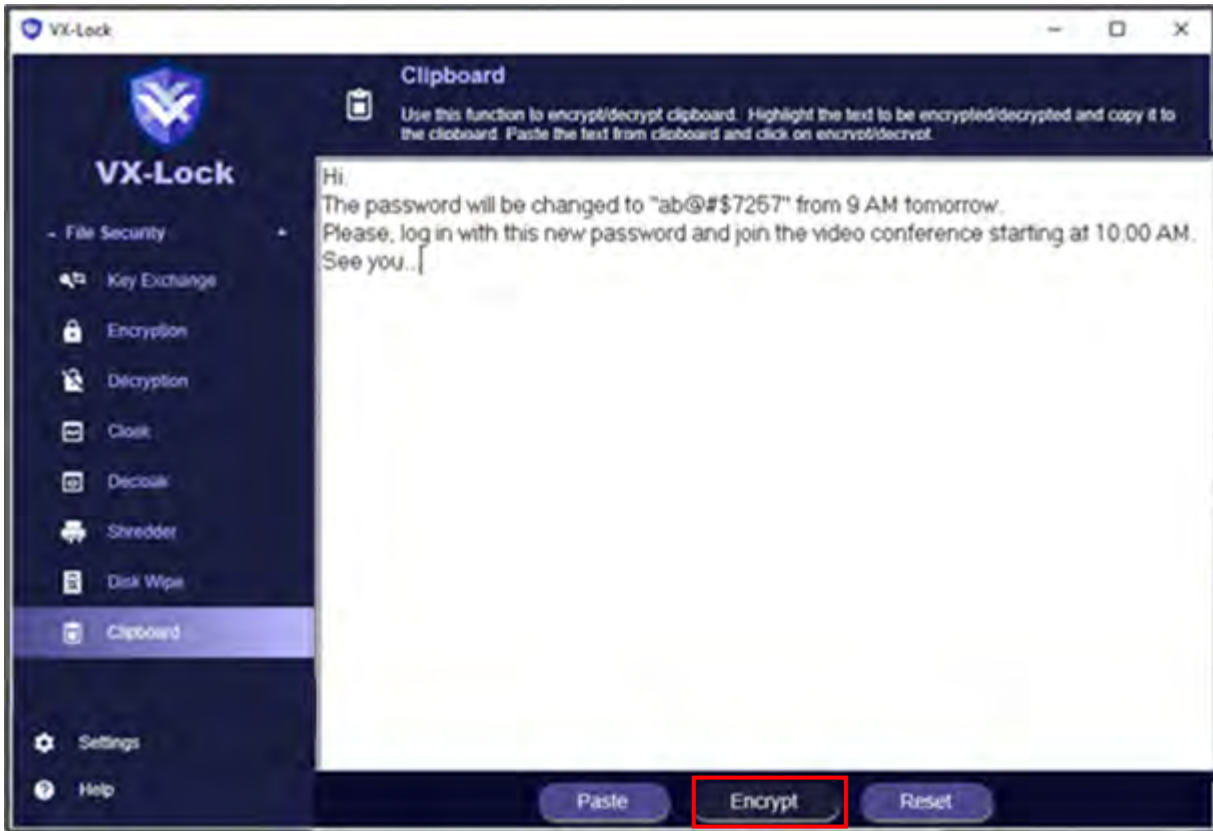 VX-Lock
VX-Lock
File Security
Key Exchange
Encryption
Decryption
Cloak
Decloak
Shredder
Disk Wipe
Clipboard
Settings
Help
Clipboard
Use this function to encrypt/decrypt clipboard. Highlight the text to be encrypted/decrypted and copy it to
the clipboard. Paste the text from clipboard and click on encrypt/decrypt.
Hi.
The password will be changed to "ab@#$7257" from 9 AM tomorrow.
Please, log in with this new password and join the video conference starting at 10,00 AM.
See you..
Paste
Encrypt
Reset